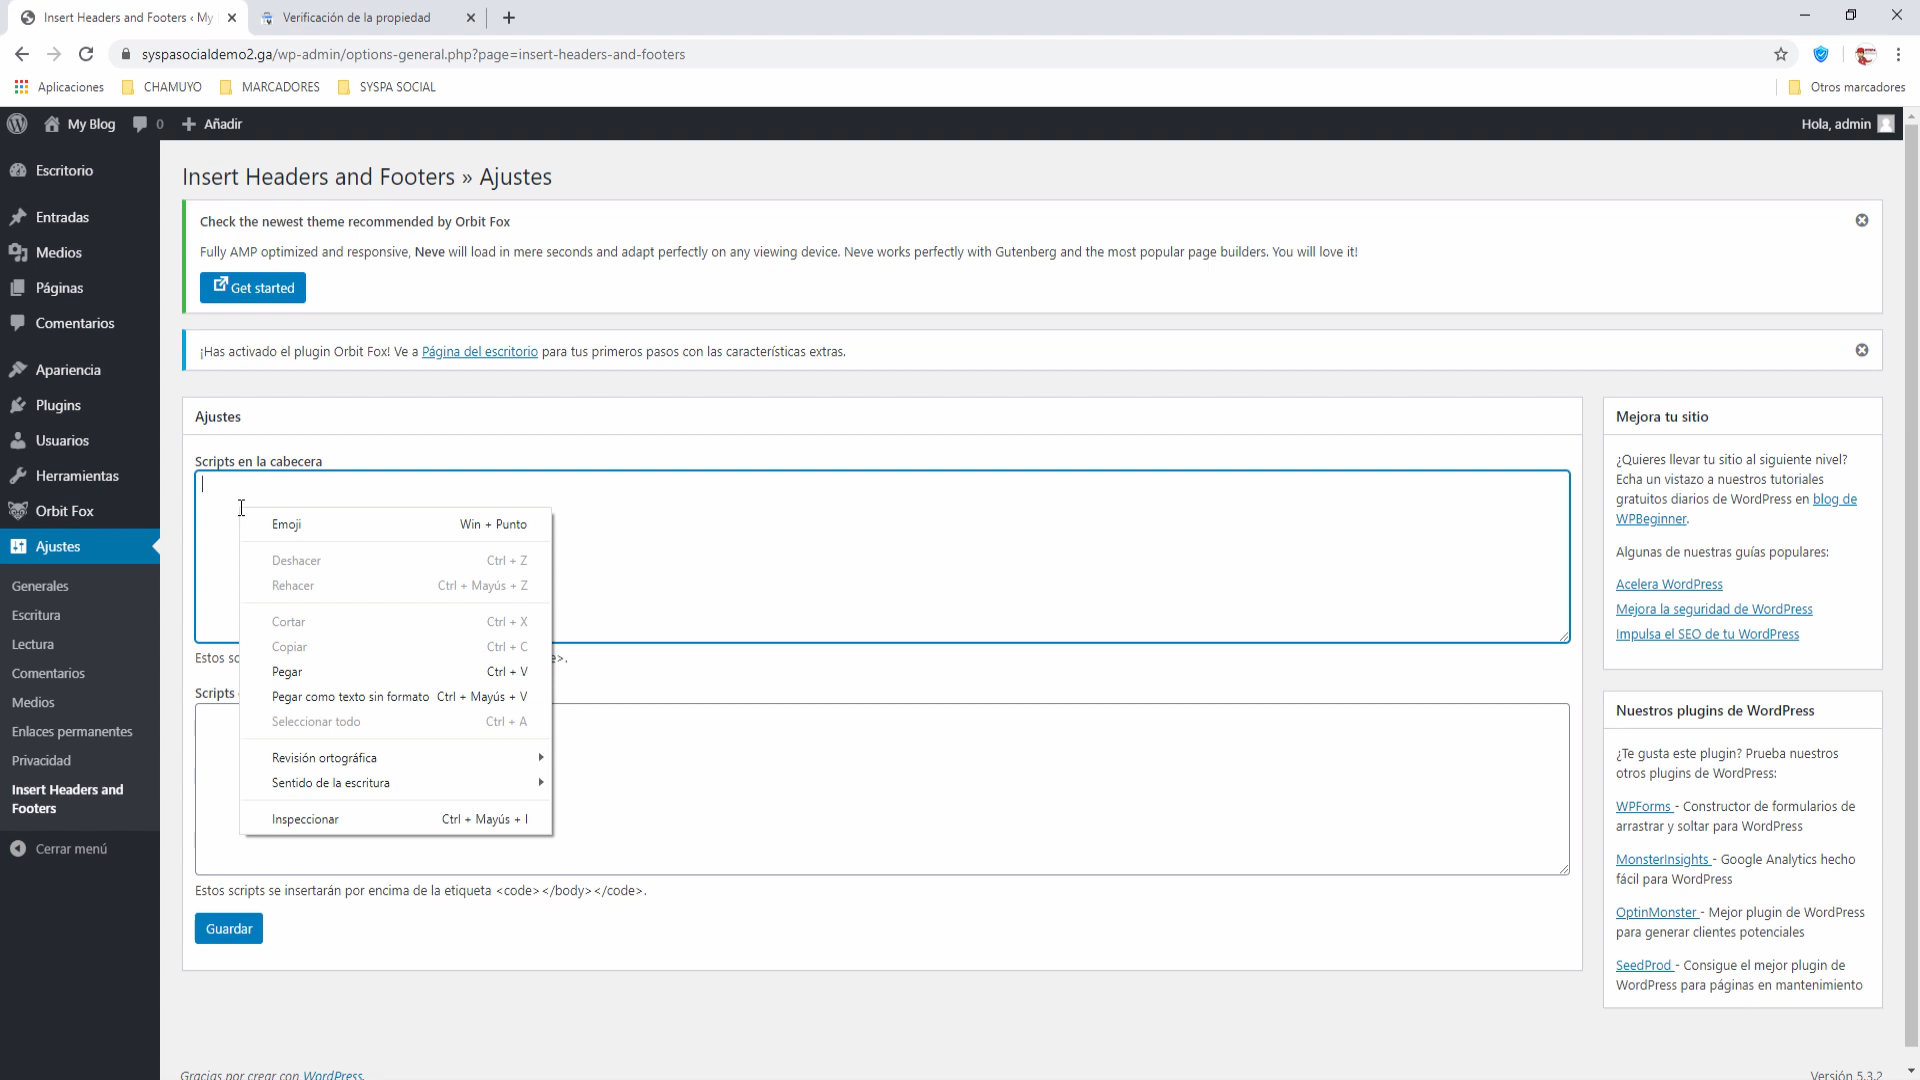 Insert Headers and Footers ‹ My
Verificación de la propiedad
syspasocialdemo2.ga/wp-admin/options-general.php?page=insert-headers-and-footers
Aplicaciones
CHAMUYO
MARCADORES
SYSPA SOCIAL
Otros marcadores
My Blog
0
Añadir
Hola, admin
Escritorio
Entradas
Medios
Páginas
Comentarios
Apariencia
Plugins
Usuarios
Herramientas
Orbit Fox
Ajustes
Generales
Escritura
Lectura
Comentarios
Medios
Enlaces permanentes
Privacidad
Insert Headers and
Footers
Cerrar menú
Insert Headers and Footers » Ajustes
Check the newest theme recommended by Orbit Fox
Fully AMP optimized and responsive, Neve will load in mere seconds and adapt perfectly on any viewing device. Neve works perfectly with Gutenberg and the most popular page builders. You will love it!
Get started
¡Has activado el plugin Orbit Fox! Ve a Página del escritorio para tus primeros pasos con las características extras.
Ajustes
Scripts en la cabecera
Emoji Win + Punto
Deshacer Ctrl + Z
Rehacer Ctrl + Mayús + Z
Cortar Ctrl + X
Copiar Ctrl + C
Pegar Ctrl + V
Pegar como texto sin formato Ctrl + Mayús + V
Seleccionar todo Ctrl + A
Revisión ortográfica
Sentido de la escritura
Inspeccionar Ctrl + Mayús + I
Estos sc
e>.
Scripts
Estos scripts se insertarán por encima de la etiqueta <code></body></code>.
Guardar
Mejora tu sitio
¿Quieres llevar tu sitio al siguiente nivel?
Echa un vistazo a nuestros tutoriales
gratuitos diarios de WordPress en blog de
WPBeginner.
Algunas de nuestras guías populares:
Acelera WordPress
Mejora la seguridad de WordPress
Impulsa el SEO de tu WordPress
Nuestros plugins de WordPress
¿Te gusta este plugin? Prueba nuestros
otros plugins de WordPress:
WPForms - Constructor de formularios de
arrastrar y soltar para WordPress
MonsterInsights - Google Analytics hecho
fácil para WordPress
OptinMonster - Mejor plugin de WordPress
para generar clientes potenciales
SeedProd - Consigue el mejor plugin de
WordPress para páginas en mantenimiento
Gracias por crear con WordPress.
Versión 5.3.2